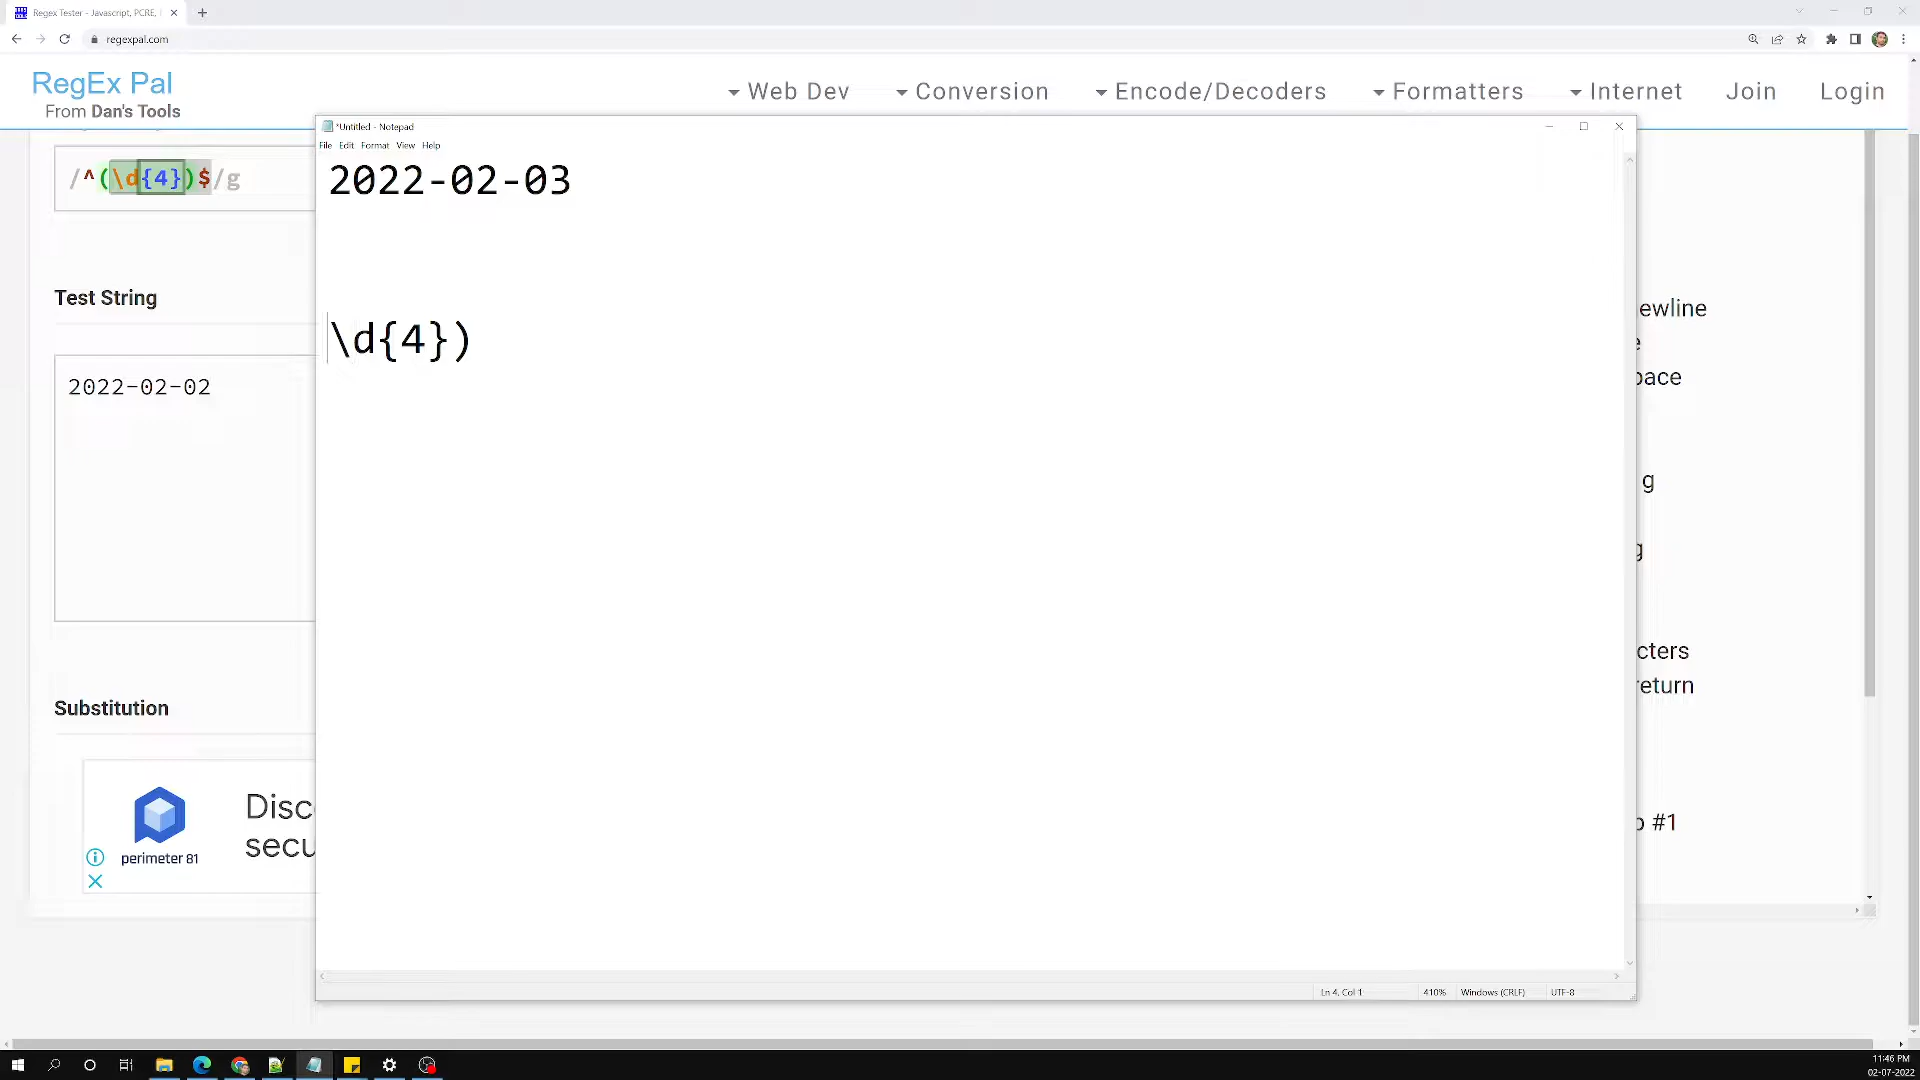 Regex Tester - Javascript, PCRE,
regexpal.com
RegEx Pal
From Dan's Tools
Web Dev
Conversion
Encode/Decoders
Formatters
Internet
Join
Login
*Untitled - Notepad
File Edit Format View Help
/^(\d{4})$/g
2022-02-03
Test String
ewline
e
\d{4})
pace
2022-02-02
g
g
cters
return
Substitution
Disc
secu
perimeter 81
p #1
Ln 4, Col 1
410%
Windows (CRLF)
UTF-8
11:46 PM
02-07-2022